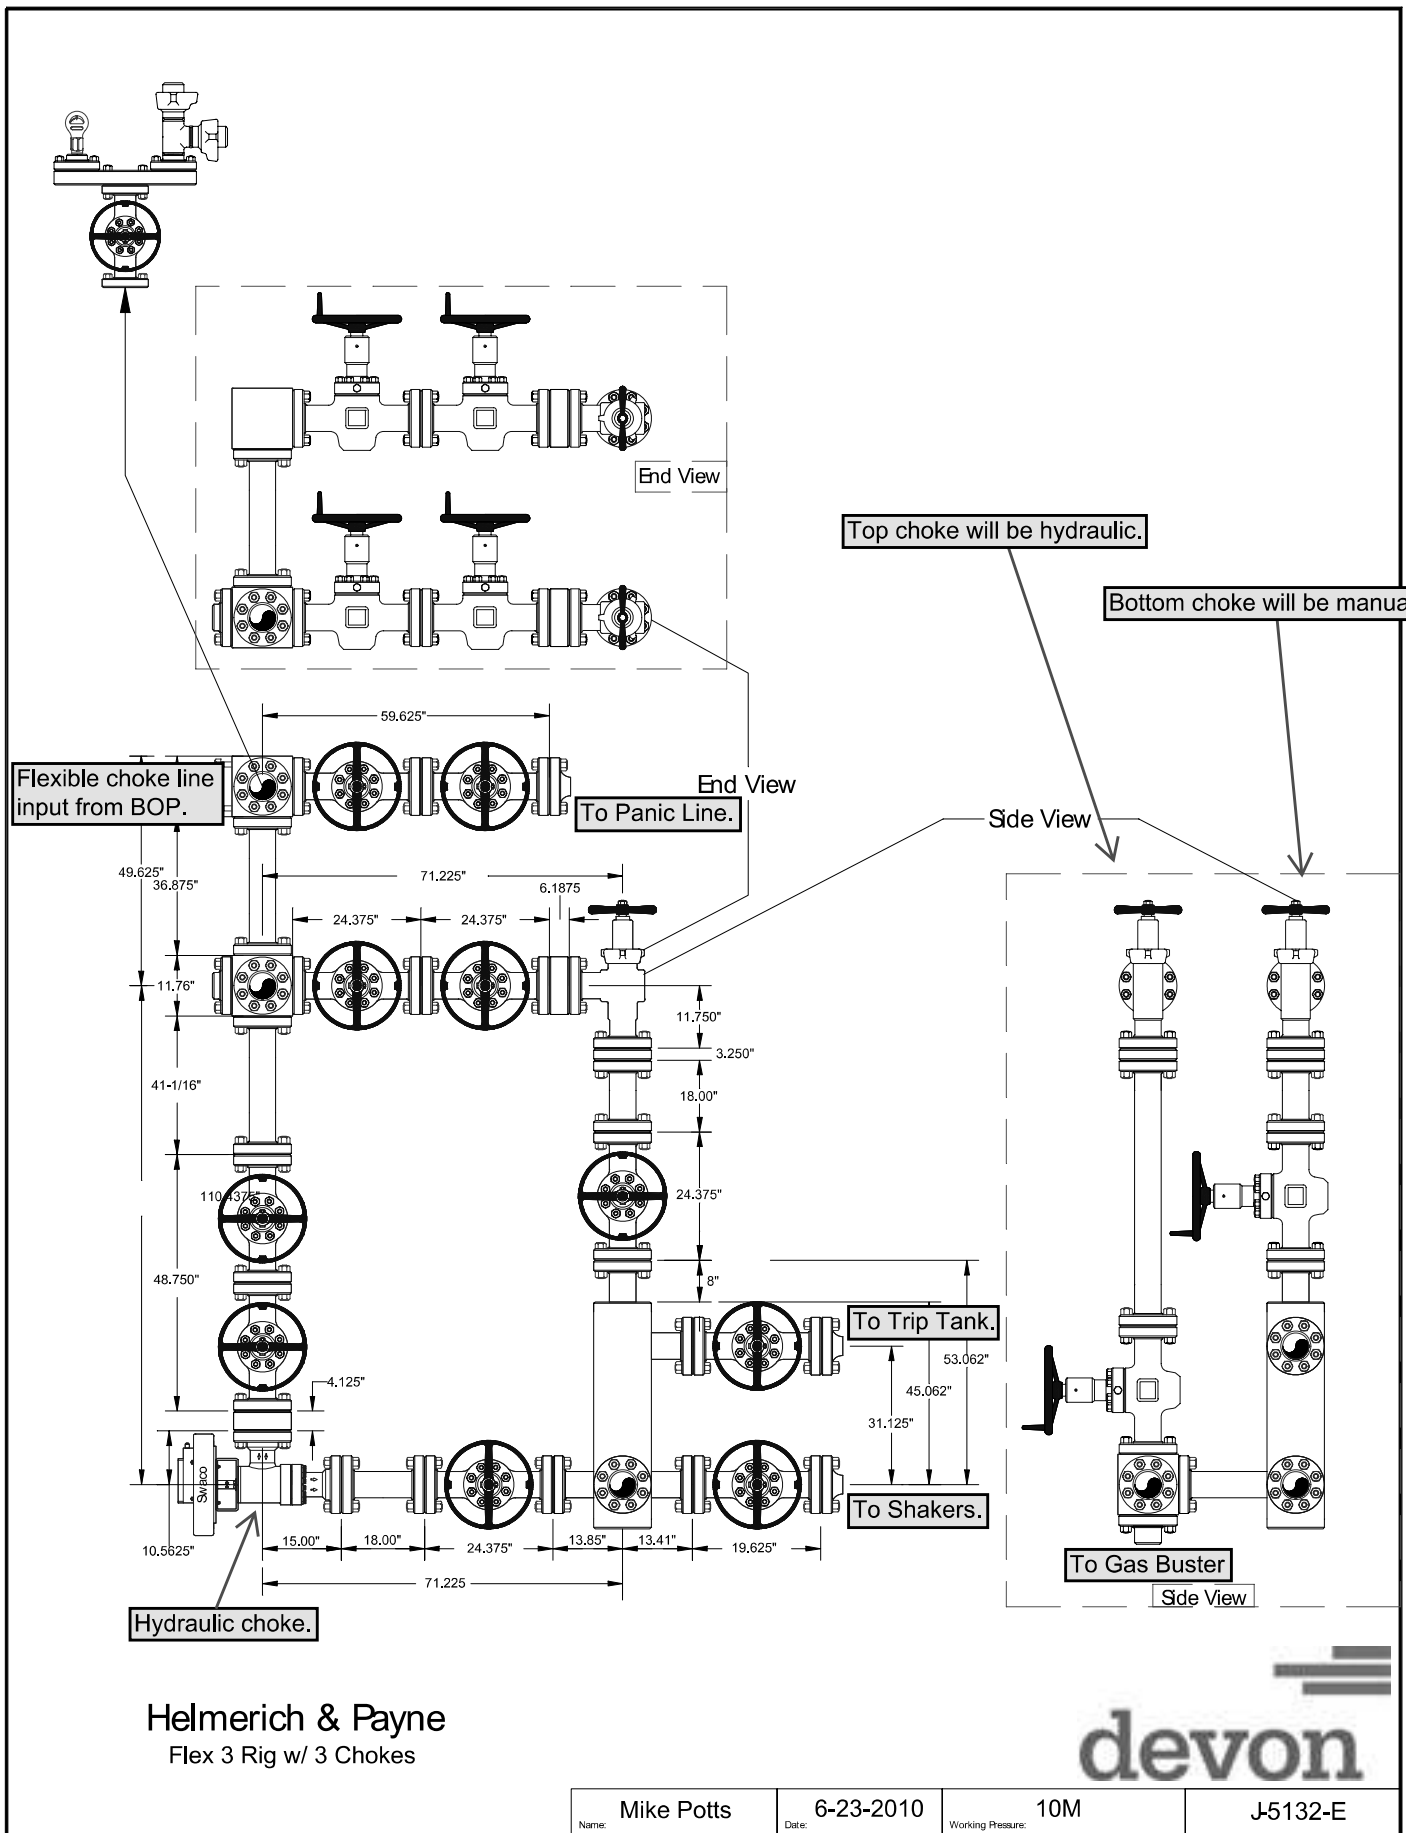 End View
Top choke will be hydraulic.
Bottom choke will be manua
59.625"
Flexible choke line
input from BOP.
End View
To Panic Line.
Side View
49.625"
36.875"
71.225"
6.1875
24.375"
24.375"
11.76"
11.750"
3.250"
41-1/16"
18.00"
110.4375"
24.375"
48.750"
8"
To Trip Tank.
53.062"
4.125"
45.062"
31.125"
Swaco
To Shakers.
10.5625"
15.00"
18.00"
24.375"
13.85"
13.41"
19.625"
To Gas Buster
71.225
Side View
Hydraulic choke.
Helmerich & Payne
Flex 3 Rig w/ 3 Chokes
devon
Name: Mike Potts
Date: 6-23-2010
Working Pressure: 10M
J-5132-E